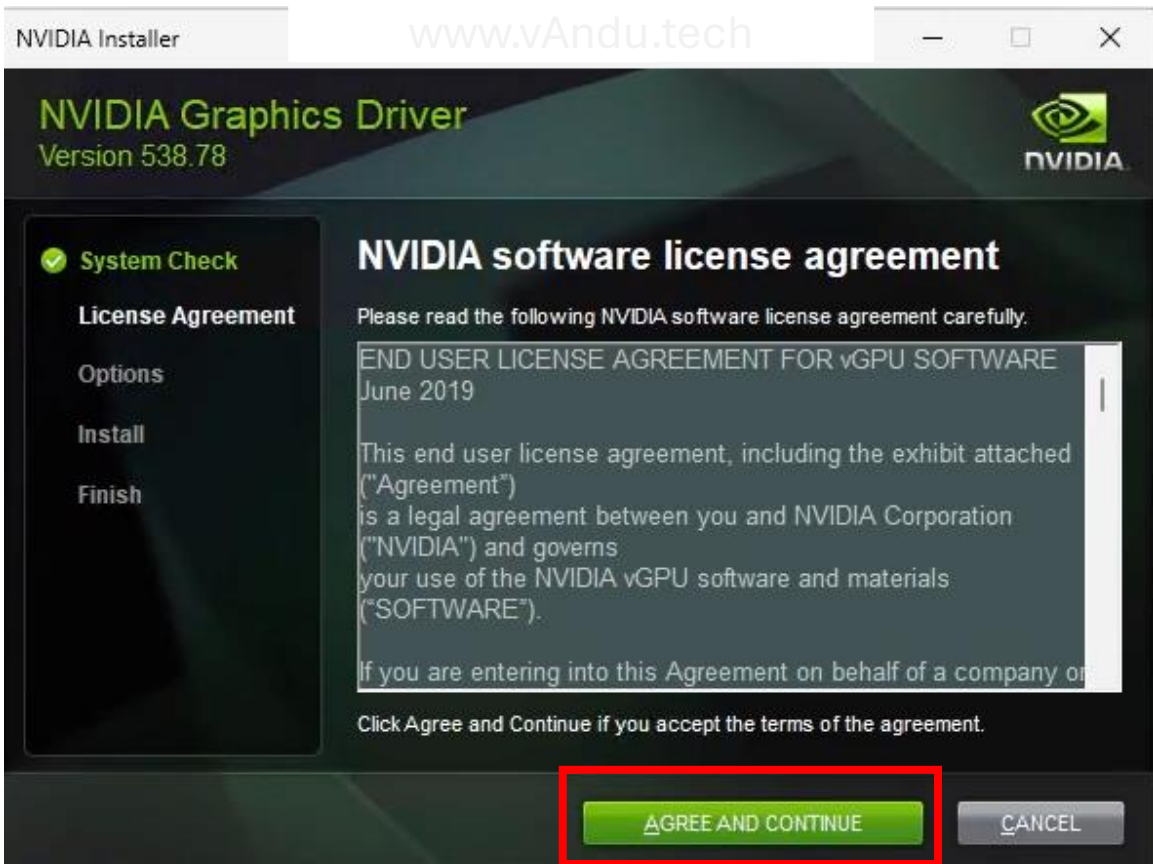 NVIDIA Installer
www.vAndu.tech
NVIDIA Graphics Driver
Version 538.78
NVIDIA
System Check
License Agreement
Options
Install
Finish
NVIDIA software license agreement
Please read the following NVIDIA software license agreement carefully.
END USER LICENSE AGREEMENT FOR vGPU SOFTWARE
June 2019
This end user license agreement, including the exhibit attached
("Agreement")
is a legal agreement between you and NVIDIA Corporation
("NVIDIA") and governs
your use of the NVIDIA vGPU software and materials
("SOFTWARE").
If you are entering into this Agreement on behalf of a company or
Click Agree and Continue if you accept the terms of the agreement.
AGREE AND CONTINUE
CANCEL